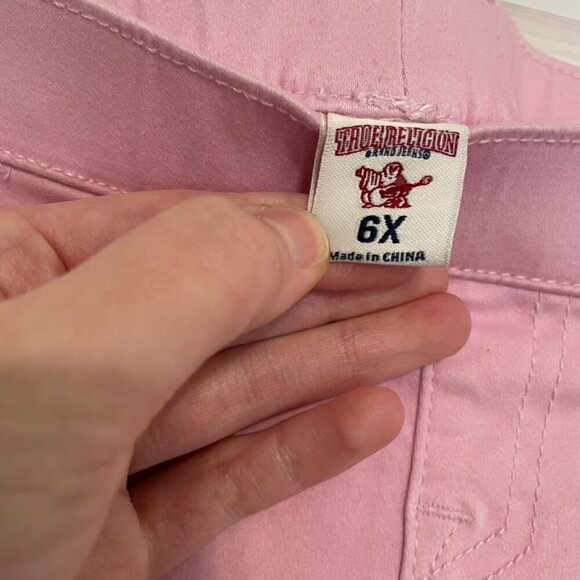 TRUE RELIGION
BRAND JEANS®
6X
Made in CHINA